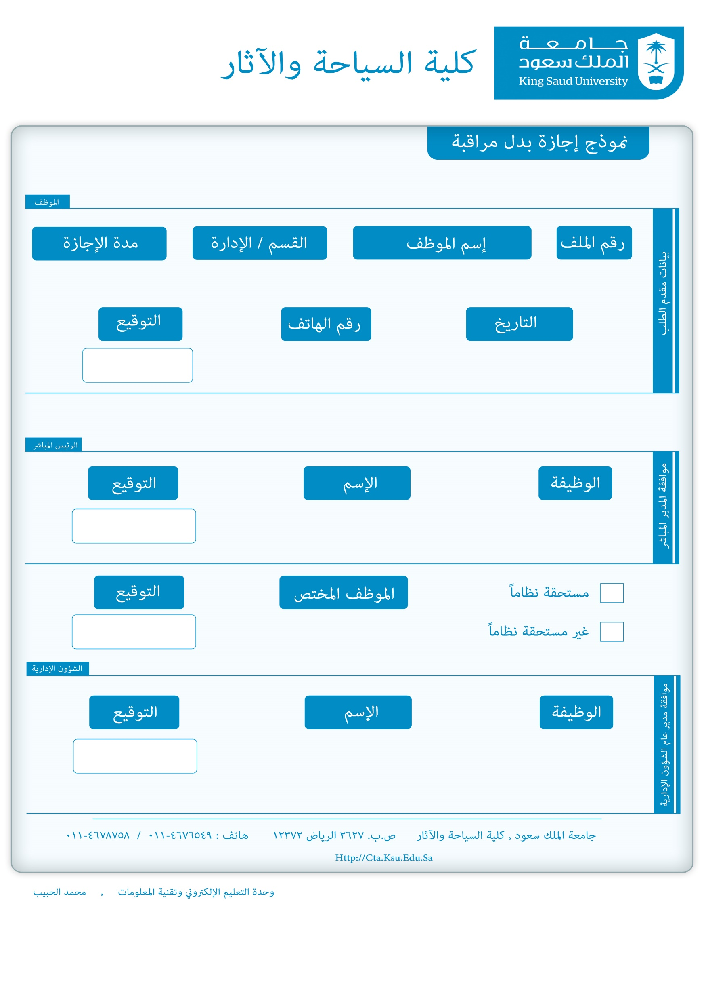 جامعة
الملك سعود
King Saud University
كلية السياحة والآثار
نموذج إجازة بدل مراقبة
الموظف
بيانات مقدم الطلب
رقم الملف إسم الموظف القسم / الإدارة مدة الإجازة
التاريخ رقم الهاتف التوقيع
الرئيس المباشر
موافقة المدير المباشر
الوظيفة الإسم التوقيع
مستحقة نظاماً الموظف المختص التوقيع
غير مستحقة نظاماً
الشؤون الإدارية
موافقة مدير عام الشؤون الإدارية
الوظيفة الإسم التوقيع
جامعة الملك سعود , كلية السياحة والآثار ص.ب. ٢٦٢٧ الرياض ١٢٣٧٢ هاتف : ٤٦٧٦٥٤٩-٠١١ / ٤٦٧٨٧٥٨-٠١١
Http://Cta.Ksu.Edu.Sa
وحدة التعليم الإلكتروني وتقنية المعلومات , محمد الحبيب